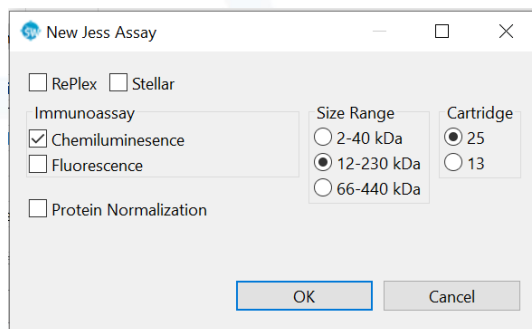 SW New Jess Assay
RePlex Stellar
Immunoassay
Chemiluminesence
Fluorescence
Size Range
2-40 kDa
12-230 kDa
66-440 kDa
Cartridge
25
13
Protein Normalization
OK Cancel